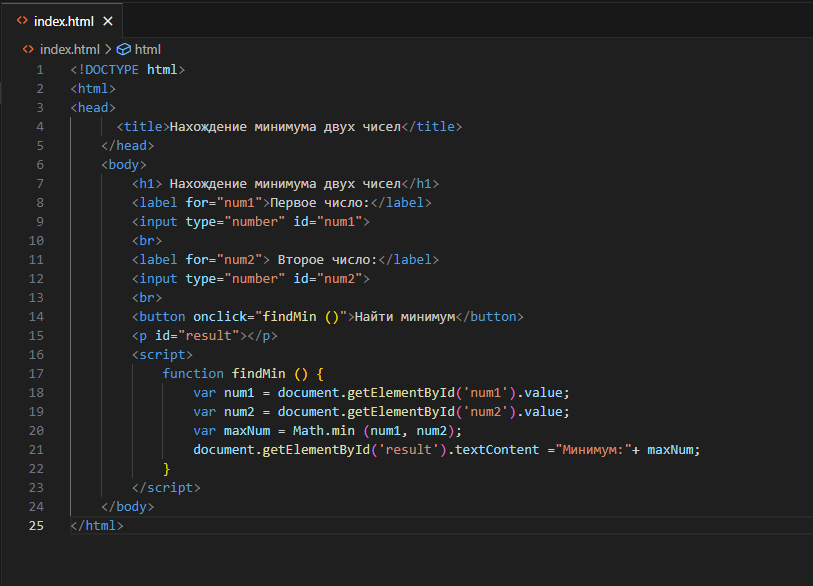 index.html
index.html > html
1 <!DOCTYPE html>
2 <html>
3 <head>
4       <title>Нахождение минимума двух чисел</title>
5     </head>
6     <body>
7         <h1> Нахождение минимума двух чисел</h1>
8         <label for="num1">Первое число:</label>
9         <input type="number" id="num1">
10         <br>
11         <label for="num2"> Второе число:</label>
12         <input type="number" id="num2">
13         <br>
14         <button onclick="findMin ()">Найти минимум</button>
15         <p id="result"></p>
16         <script>
17             function findMin () {
18                 var num1 = document.getElementById('num1').value;
19                 var num2 = document.getElementById('num2').value;
20                 var maxNum = Math.min (num1, num2);
21                 document.getElementById('result').textContent ="Минимум:"+ maxNum;
22             }
23         </script>
24     </body>
25 </html>